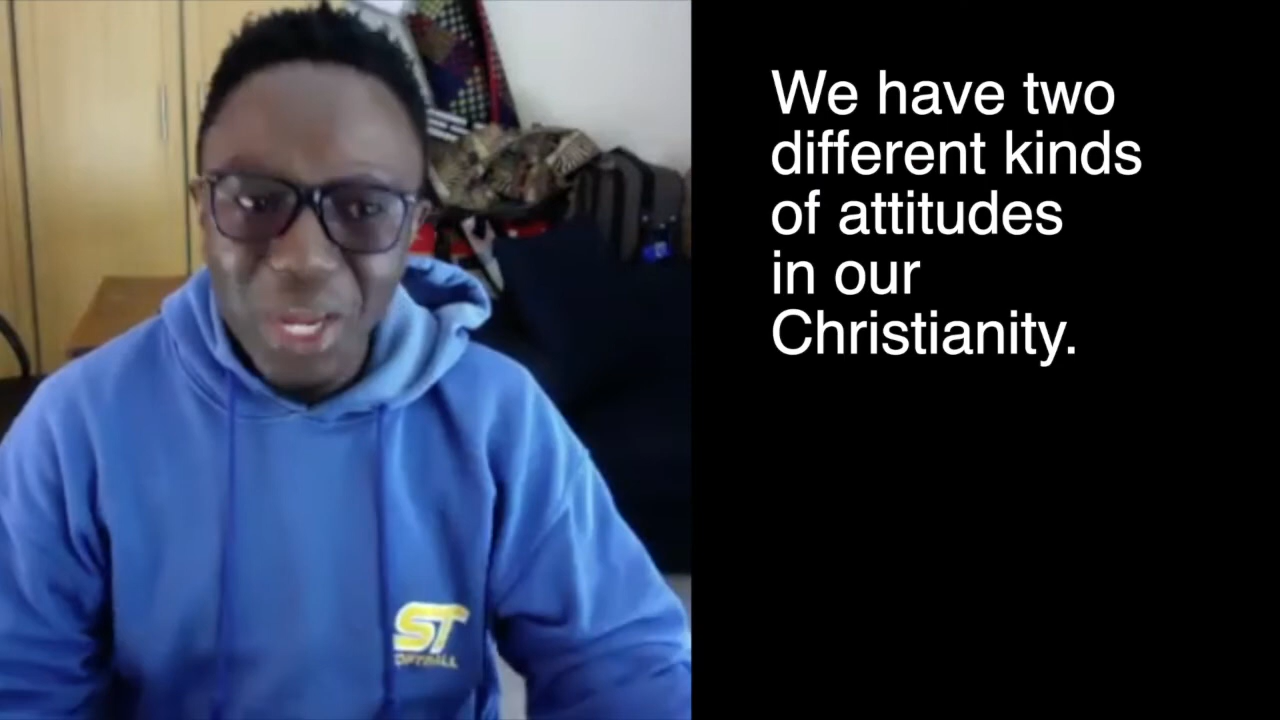 We have two
different kinds
of attitudes
in our
Christianity.
ST